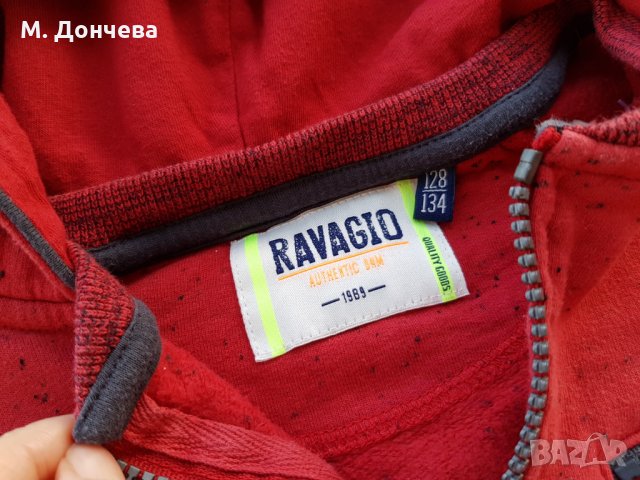 М. Дончева
128
134
RAVAGIO
AUTHENTIC DNM
—1989—
QUALITY GOODS
BAZAR